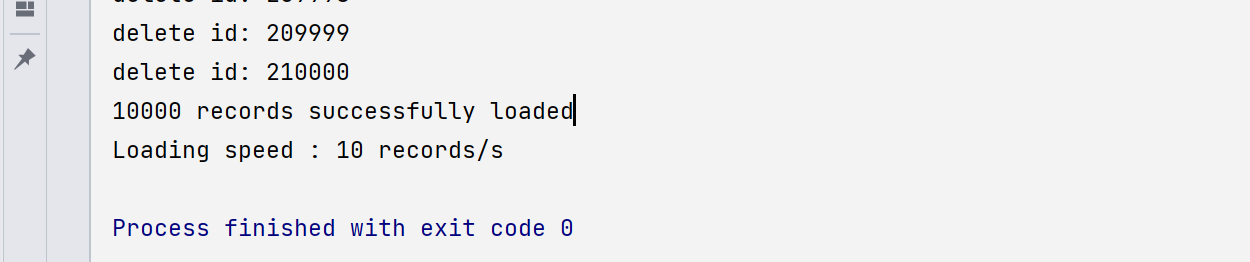 delete id: 209999
delete id: 210000
10000 records successfully loaded
Loading speed : 10 records/s
Process finished with exit code 0